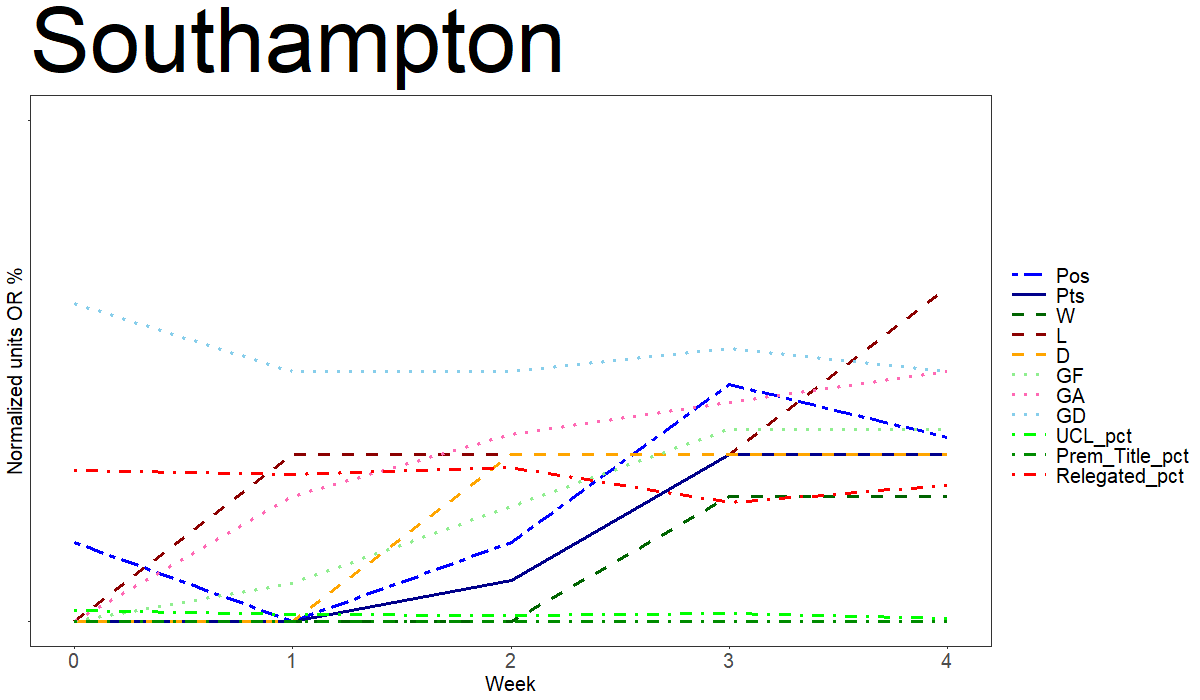 Southampton
Normalized units OR %
0 1 2 3 4
Week
Pos
Pts
W
L
D
GF
GA
GD
UCL_pct
Prem_Title_pct
Relegated_pct